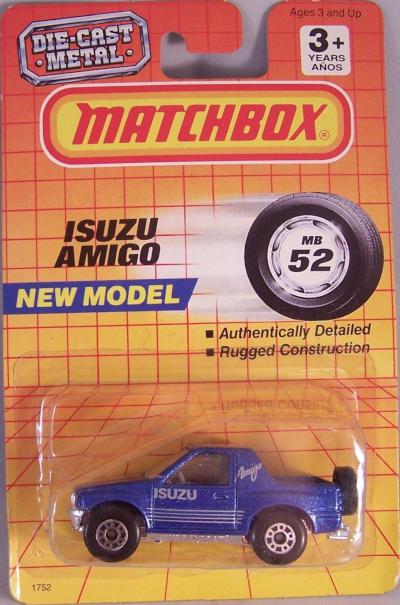 Ages 3 and Up
DIE-CAST
METAL
3+
YEARS
AÑOS
MATCHBOX®
ISUZU
AMIGO
MB
52
NEW MODEL
■ Authentically Detailed
■ Rugged Construction
Amigo
ISUZU
1752